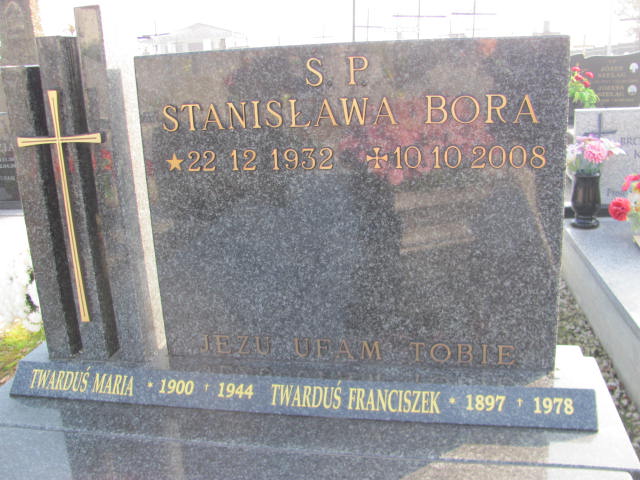 S. P.
STANISŁAWA BORA
★22 12 1932 ✝10 10 2008
JEZU UFAM TOBIE
TWARDUŚ MARIA * 1900 † 1944 TWARDUŚ FRANCISZEK * 1897 † 1978